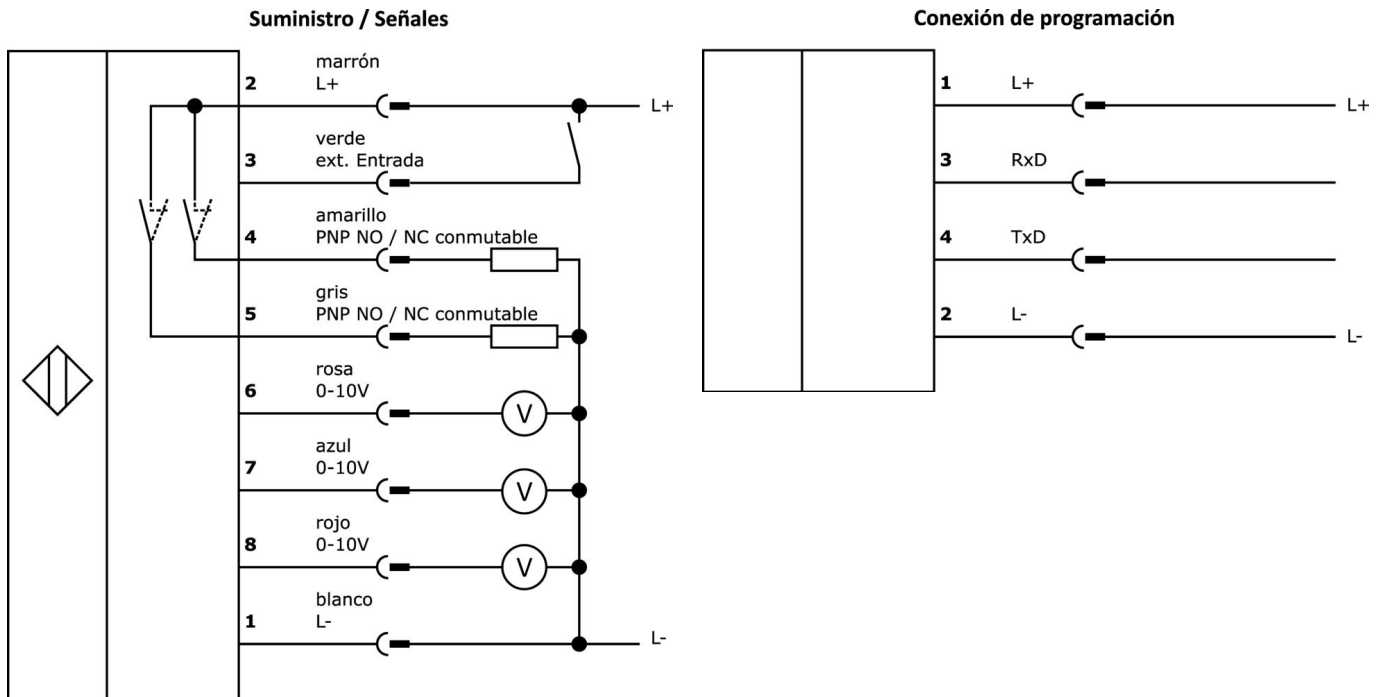 Suministro / Señales
marrón
2 L+
L+
verde
3 ext. Entrada
amarillo
4 PNP NO / NC conmutable
gris
5 PNP NO / NC conmutable
rosa
6 0-10V
V
azul
7 0-10V
V
rojo
8 0-10V
V
blanco
1 L-
L-
Conexión de programación
1 L+
L+
3 RxD
4 TxD
2 L-
L-